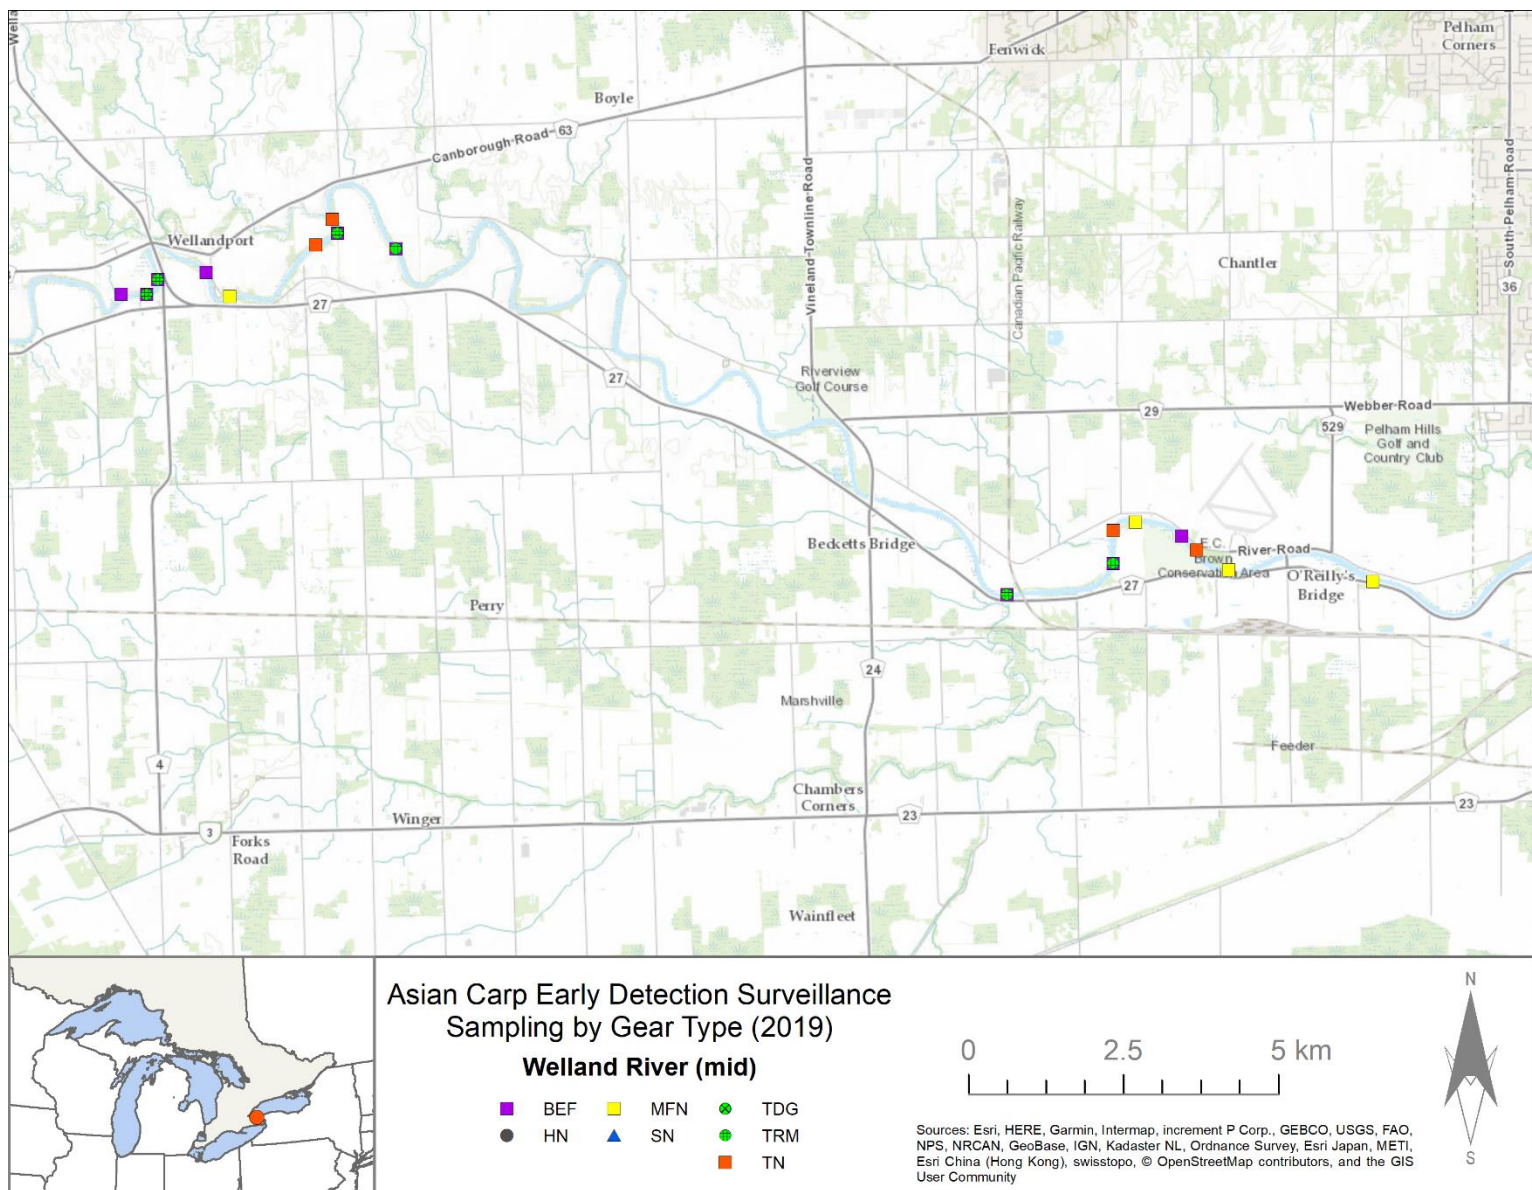 Wella
Fenwick
Pelham
Corners
Boyle
Canborough Road
63
Vineland Townline Road
Canadian Pacific Railway
South Pelham Road
Wellandport
Chantler
36
27
27
Riverview
Golf Course
29
Webber Road
529
Pelham Hills
Golf and
Country Club
Becketts Bridge
E.C.
Brown
Conservation Area
River Road
27
O'Reilly's
Bridge
Perry
24
Marshville
Feeder
4
Chambers
Corners
23
23
Winger
3
Forks
Road
Wainfleet
Asian Carp Early Detection Surveillance
Sampling by Gear Type (2019)
Welland River (mid)
BEF MFN TDG
HN SN TRM
TN
0 2.5 5 km
N
S
Sources: Esri, HERE, Garmin, Intermap, increment P Corp., GEBCO, USGS, FAO,
NPS, NRCAN, GeoBase, IGN, Kadaster NL, Ordnance Survey, Esri Japan, METI,
Esri China (Hong Kong), swisstopo, © OpenStreetMap contributors, and the GIS
User Community